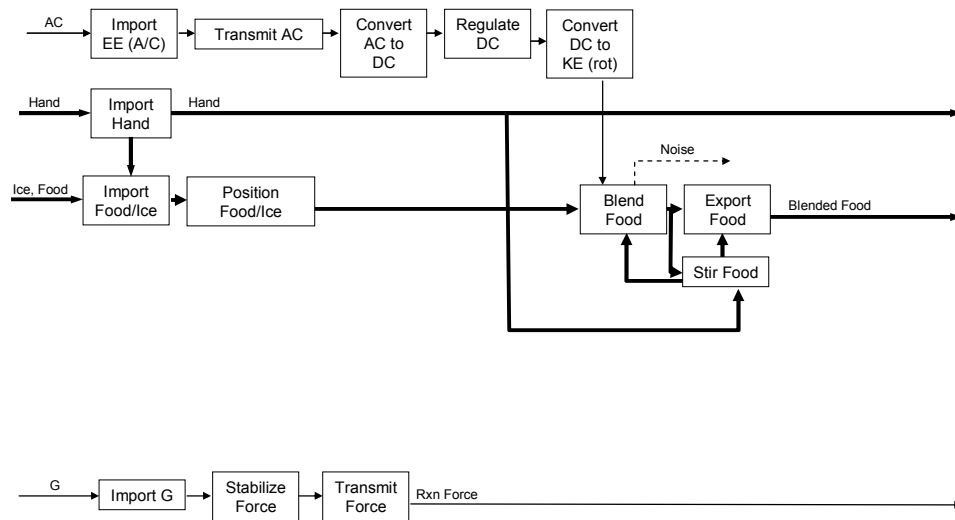 AC
Import
EE (A/C)
Transmit AC
Convert
AC to
DC
Regulate
DC
Convert
DC to
KE (rot)
Hand
Import
Hand
Hand
Noise
Ice, Food
Import
Food/Ice
Position
Food/Ice
Blend
Food
Export
Food
Blended Food
Stir Food
G
Import G
Stabilize
Force
Transmit
Force
Rxn Force